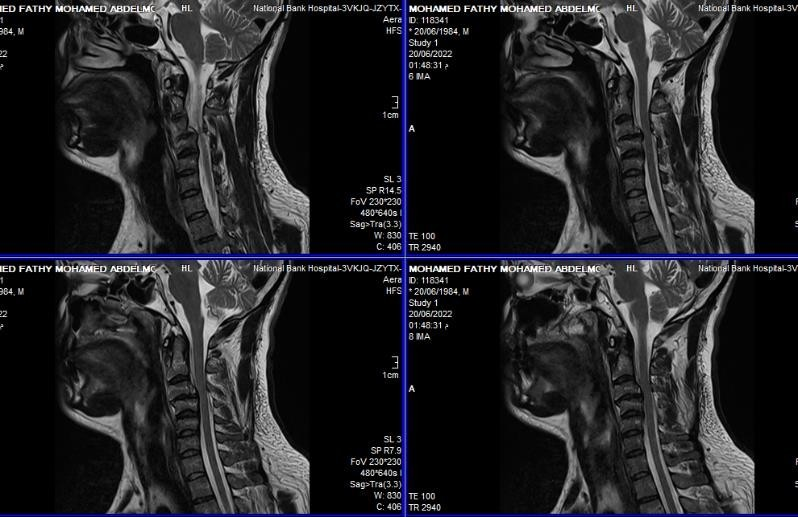 ED FATHY MOHAMED ABDELMC
HL
National Bank Hospital-3VKJQ-JZYTX-
1
984, M
22
م
Aera
HFS
1cm
SL 3
SP R14.5
FoV 230*230
480*640s
Sag>Tra(3.3)
W: 830
C: 406
MOHAMMED FATHY MOHAMED ABDELMC
HL
National Bank Hospital-3V
ID: 118341
* 20/06/1984, M
Study 1
20/06/2022
01:48:31 م
6 IMA
A
F
TE 100
TR 2940
ED FATHY MOHAMED ABDELMC
HL
National Bank Hospital-3VKJQ-JZYTX-
1
984, M
22
م
Aera
HFS
1cm
SL 3
SP R7.9
FoV 230*230
480*640s
Sag>Tra(3.3)
W: 830
C: 406
MOHAMMED FATHY MOHAMED ABDELMC
HL
National Bank Hospital-3V
ID: 118341
* 20/06/1984, M
Study 1
20/06/2022
01:48:31 م
8 IMA
A
F
TE 100
TR 2940